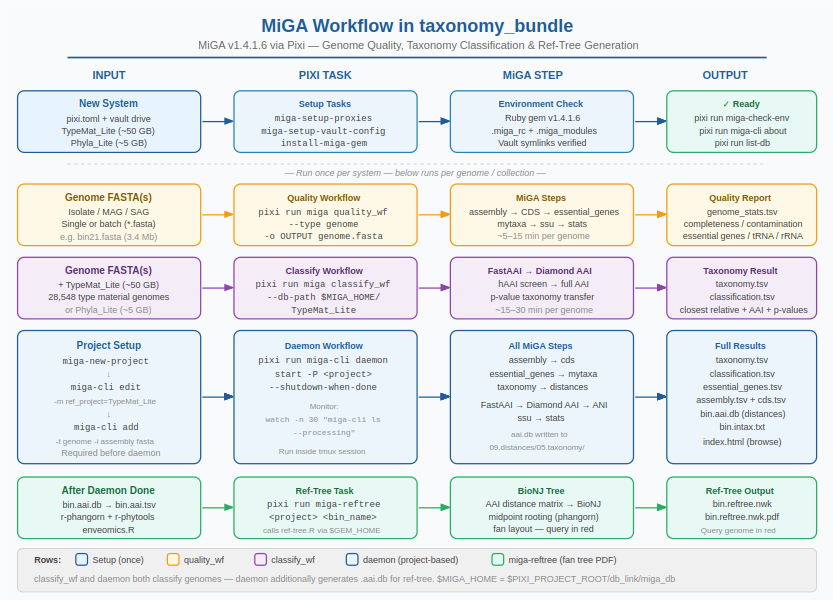 MiGA Workflow in taxonomy_bundle
MiGA v1.4.1.6 via Pixi — Genome Quality, Taxonomy Classification & Ref-Tree Generation
INPUT
PIXI TASK
MiGA STEP
OUTPUT
New System
pixi.toml + vault drive
TypeMat_Lite (~50 GB)
Phyla_Lite (~5 GB)
Setup Tasks
miga-setup-proxies
miga-setup-vault-config
install-miga-gem
Environment Check
Ruby gem v1.4.1.6
.miga_rc + .miga_modules
Vault symlinks verified
✓ Ready
pixi run miga-check-env
pixi run miga-cli about
pixi run list-db
— Run once per system — below runs per genome / collection —
Genome FASTA(s)
Isolate / MAG / SAG
Single or batch (*.fasta)
e.g. bin21.fasta (3.4 Mb)
Quality Workflow
pixi run miga quality_wf
--type genome
-o OUTPUT genome.fasta
MiGA Steps
assembly → CDS → essential_genes
mytaxa → ssu → stats
~5–15 min per genome
Quality Report
genome_stats.tsv
completeness / contamination
essential genes / tRNA / rRNA
Genome FASTA(s)
+ TypeMat_Lite (~50 GB)
28,548 type material genomes
or Phyla_Lite (~5 GB)
Classify Workflow
pixi run miga classify_wf
--db-path $MIGA_HOME/
TypeMat_Lite
FastAAI → Diamond AAI
hAAI screen → full AAI
p-value taxonomy transfer
~15–30 min per genome
Taxonomy Result
taxonomy.tsv
classification.tsv
closest relative + AAI + p-values
Project Setup
miga-new-project
↓
miga-cli edit
-m ref_project=TypeMat_Lite
↓
miga-cli add
-t genome -i assembly fasta
Required before daemon
Daemon Workflow
pixi run miga-cli daemon
start -P <project>
--shutdown-when-done
Monitor:
watch -n 30 "miga-cli ls
--processing"
Run inside tmux session
All MiGA Steps
assembly → cds
essential_genes → mytaxa
taxonomy → distances
FastAAI → Diamond AAI → ANI
ssu → stats
aai.db written to
09.distances/05.taxonomy/
Full Results
taxonomy.tsv
classification.tsv
essential_genes.tsv
assembly.tsv + cds.tsv
bin.aai.db (distances)
bin.intax.txt
index.html (browse)
After Daemon Done
bin.aai.db → bin.aai.tsv
r-phangorn + r-phytools
enveomics.R
Ref-Tree Task
pixi run miga-reftree
<project> <bin_name>
calls ref-tree.R via $GEM_HOME
BioNJ Tree
AAI distance matrix → BioNJ
midpoint rooting (phangorn)
fan layout — query in red
Ref-Tree Output
bin.reftree.nwk
bin.reftree.nwk.pdf
Query genome in red
Rows: Setup (once) quality_wf classify_wf daemon (project-based) miga-reftree (fan tree PDF)
classify_wf and daemon both classify genomes — daemon additionally generates .aai.db for ref-tree. $MIGA_HOME = $PIXI_PROJECT_ROOT/db_link/miga_db